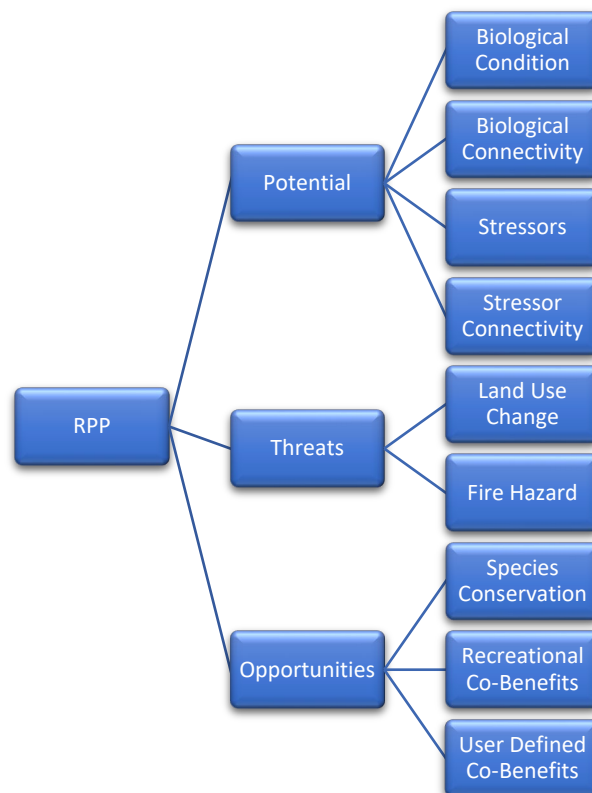 RPP
Potential
Biological
Condition
Biological
Connectivity
Stressors
Stressor
Connectivity
Threats
Land Use
Change
Fire Hazard
Opportunities
Species
Conservation
Recreational
Co-Benefits
User Defined
Co-Benefits